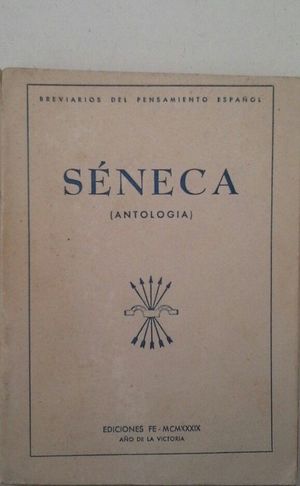 BREVIARIOS DEL PENSAMIENTO ESPAÑOL
SÉNECA
(ANTOLOGIA)
EDICIONES FE - MCMXXXIX
AÑO DE LA VICTORIA